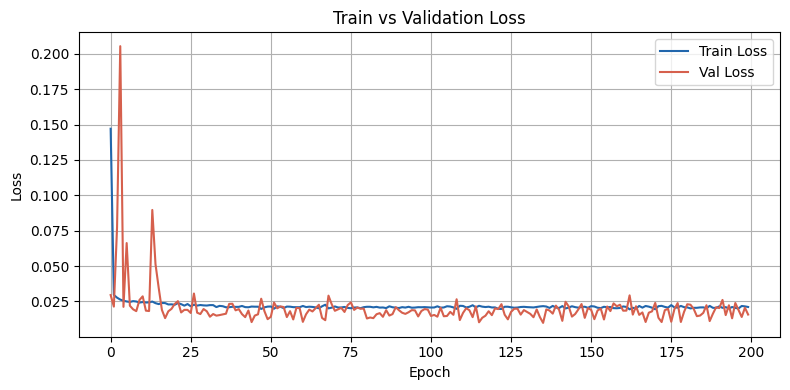 Train vs Validation Loss
Train Loss
Val Loss
0.200
0.175
0.150
0.125
0.100
0.075
0.050
0.025
Loss
0 25 50 75 100 125 150 175 200
Epoch